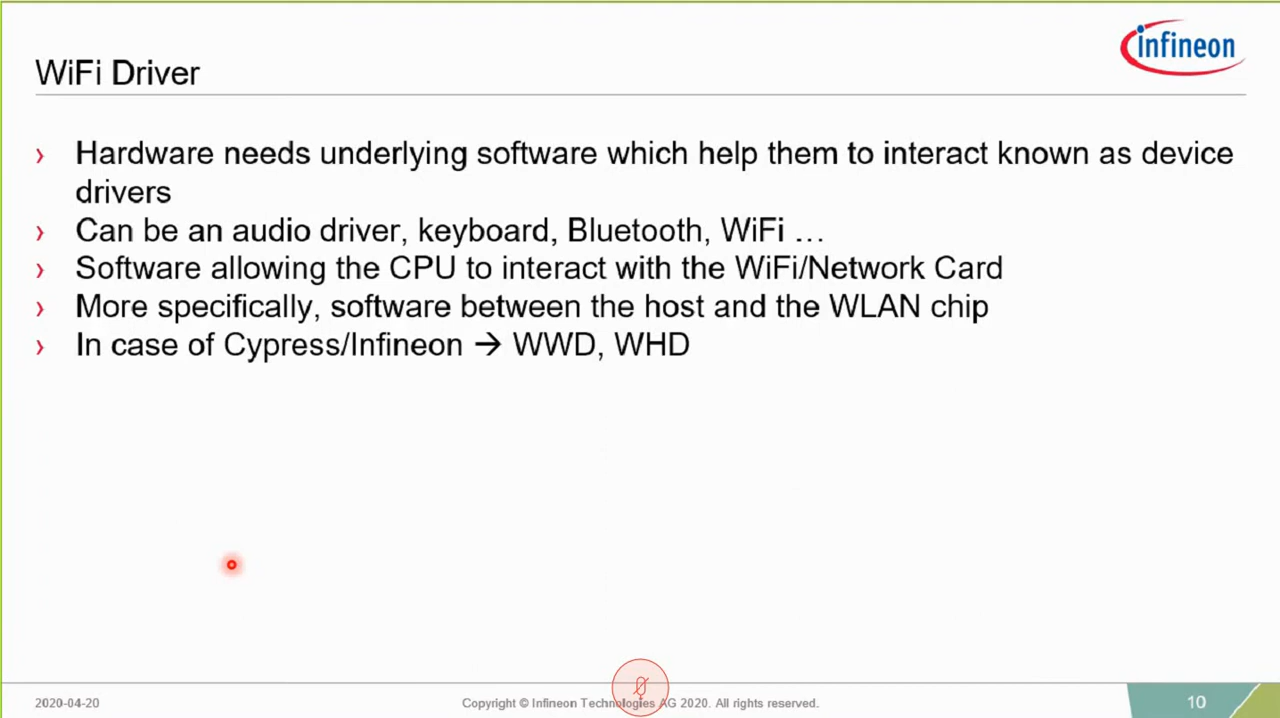 infineon
WiFi Driver
› Hardware needs underlying software which help them to interact known as device
drivers
› Can be an audio driver, keyboard, Bluetooth, WiFi …
› Software allowing the CPU to interact with the WiFi/Network Card
› More specifically, software between the host and the WLAN chip
› In case of Cypress/Infineon → WWD, WHD
2020-04-20 Copyright © Infineon Technologies AG 2020. All rights reserved. 10